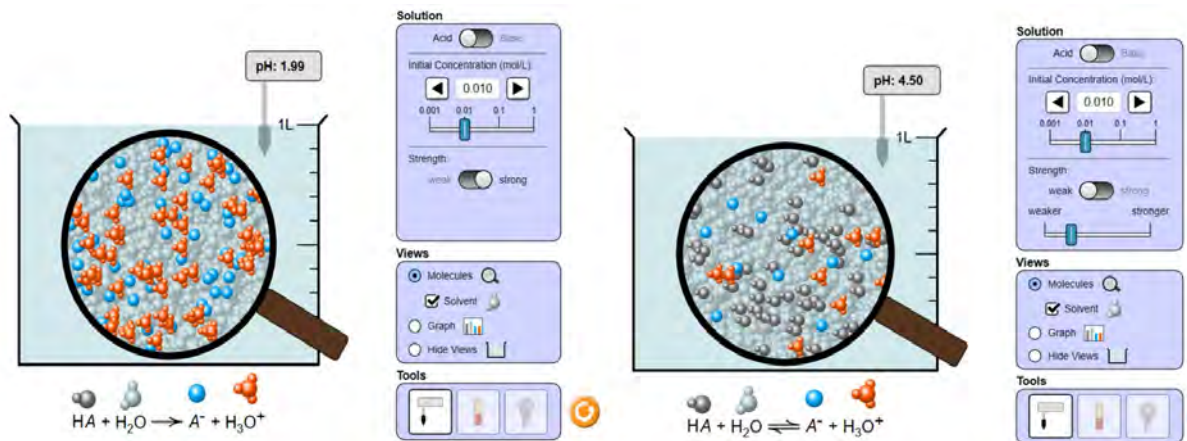 Solution
Acid Basic
Initial Concentration (mol/L):
0.010
0.001 0.01 0.1 1
Strength:
weak strong
Views
Molecules
Solvent
Graph
Hide Views
Tools
pH: 1.99
1L
HA + H₂O → A⁻ + H₃O⁺
Solution
Acid Basic
Initial Concentration (mol/L):
0.010
0.001 0.01 0.1 1
Strength:
weak strong
weaker stronger
Views
Molecules
Solvent
Graph
Hide Views
Tools
pH: 4.50
1L
HA + H₂O ⇌ A⁻ + H₃O⁺